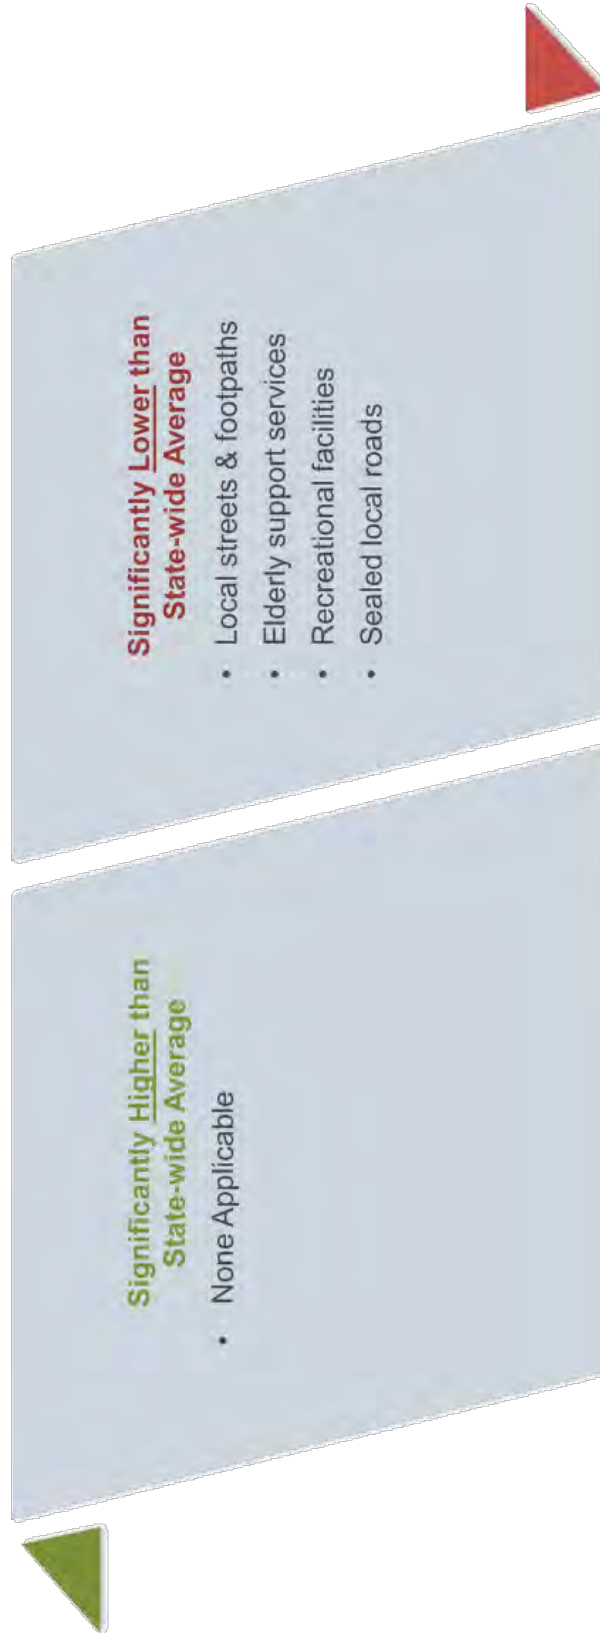 Significantly Higher than
State-wide Average
• None Applicable
Significantly Lower than
State-wide Average
• Local streets & footpaths
• Elderly support services
• Recreational facilities
• Sealed local roads